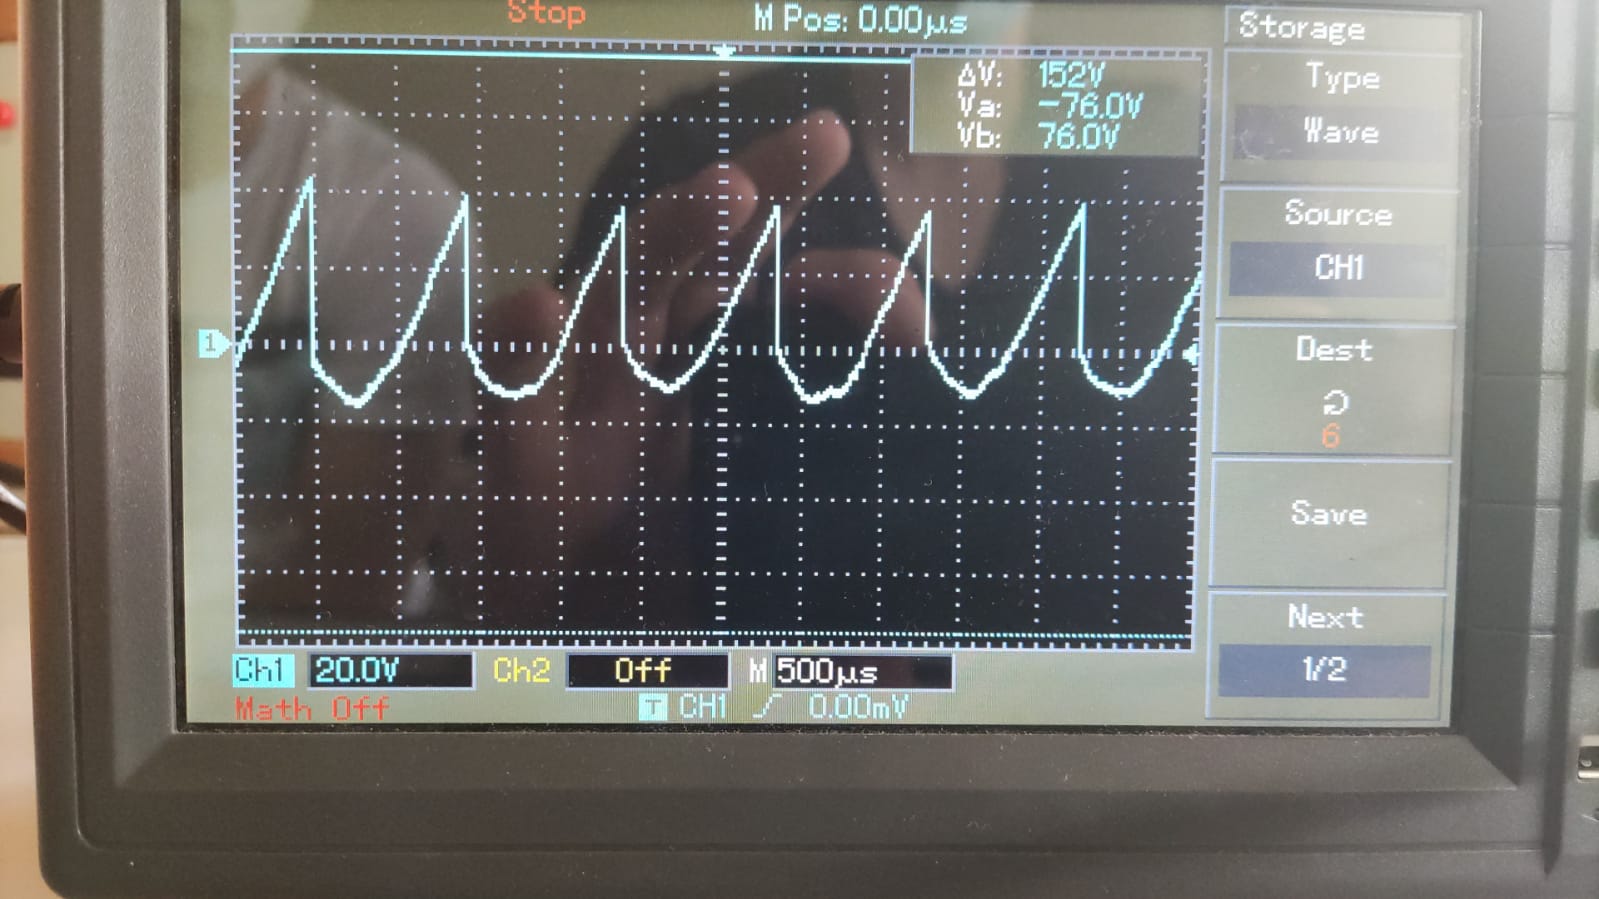 Stop M Pos: 0.00µs
Storage
ΔV: 152V
Va: -76.0V
Vb: 76.0V
Type
Wave
Source
CH1
1
Dest
6
Save
Next
1/2
Ch1 20.0V Ch2 Off M 500µs
Math Off T CH1 0.00mV